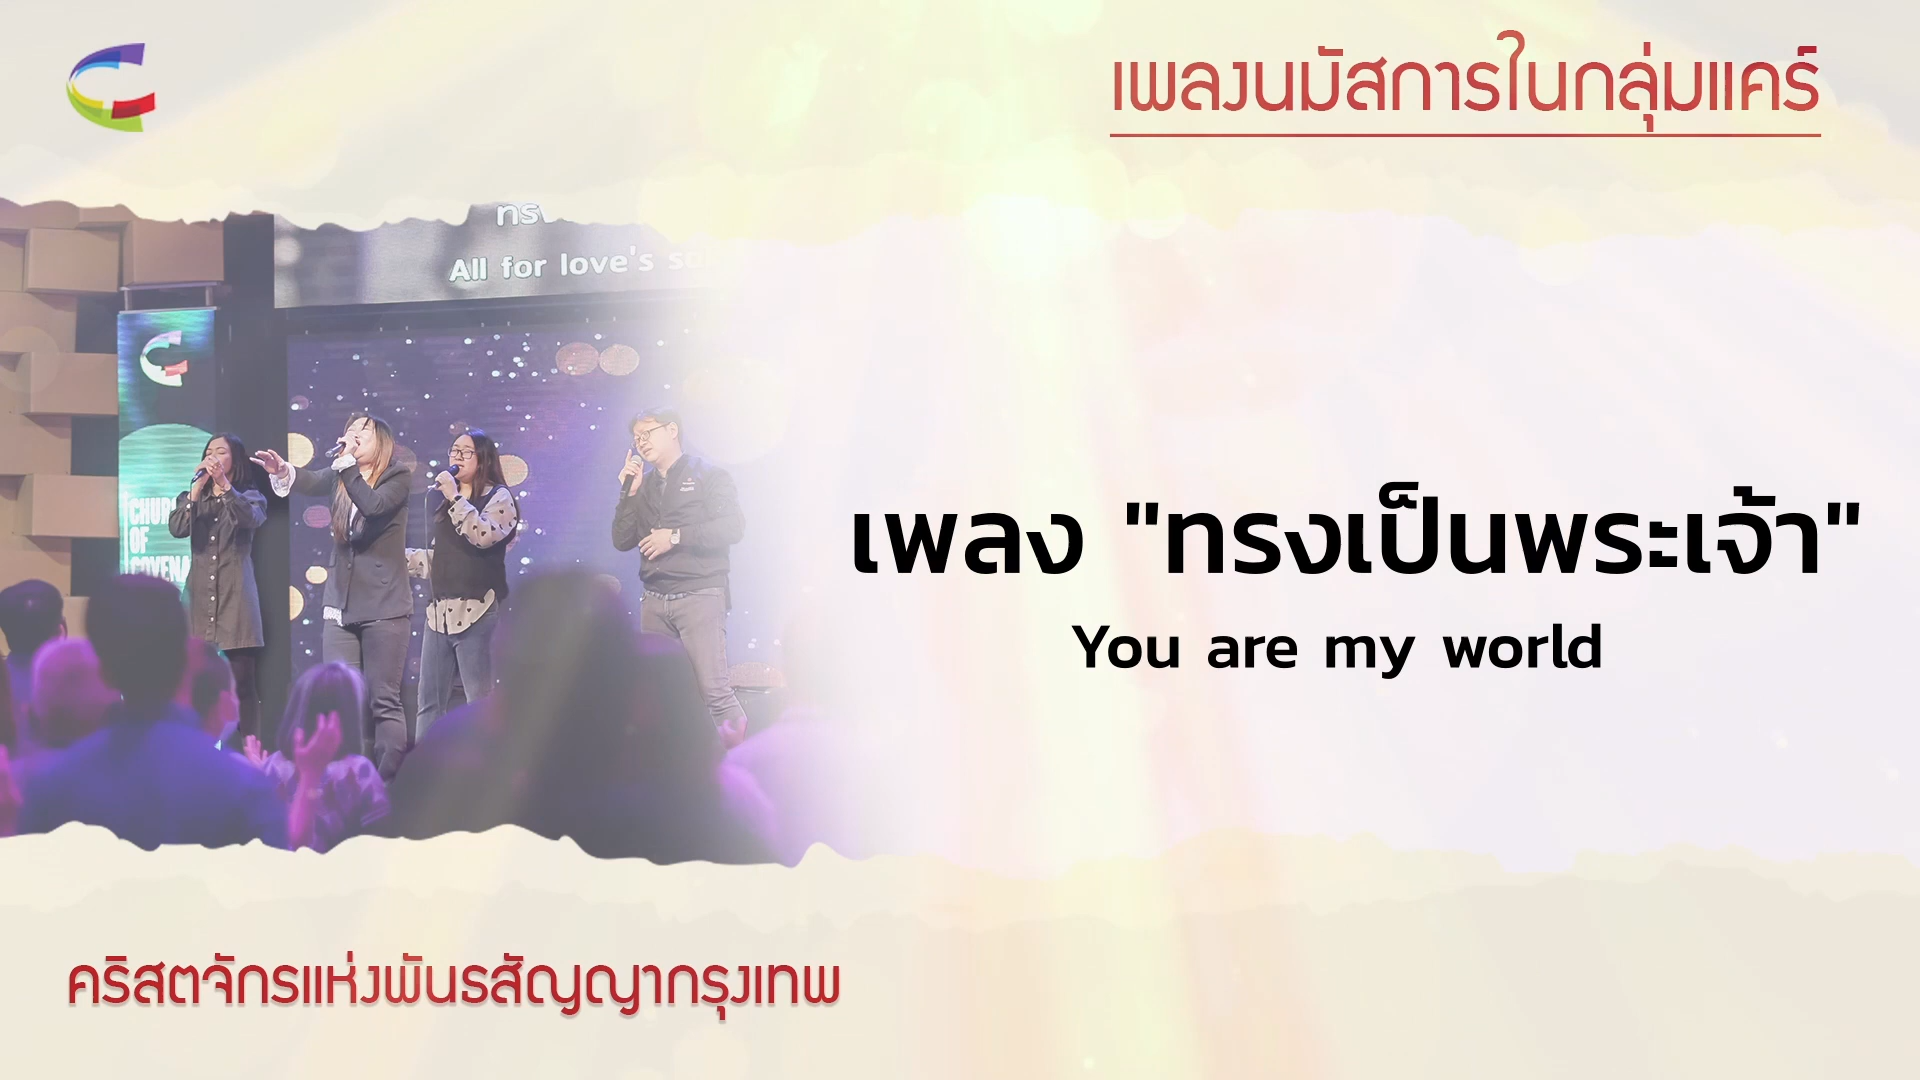 เพลงนมัสการในกลุ่มแคร์
All for love's
CHURCH
OF
เพลง "ทรงเป็นพระเจ้า"
You are my world
คริสตจักรแห่งพันธสัญญากรุงเทพ